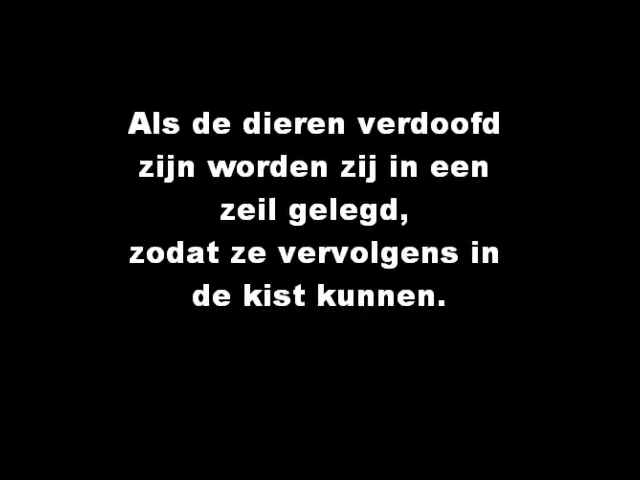 Als de dieren verdoofd
zijn worden zij in een
zeil gelegd,
zodat ze vervolgens in
de kist kunnen.